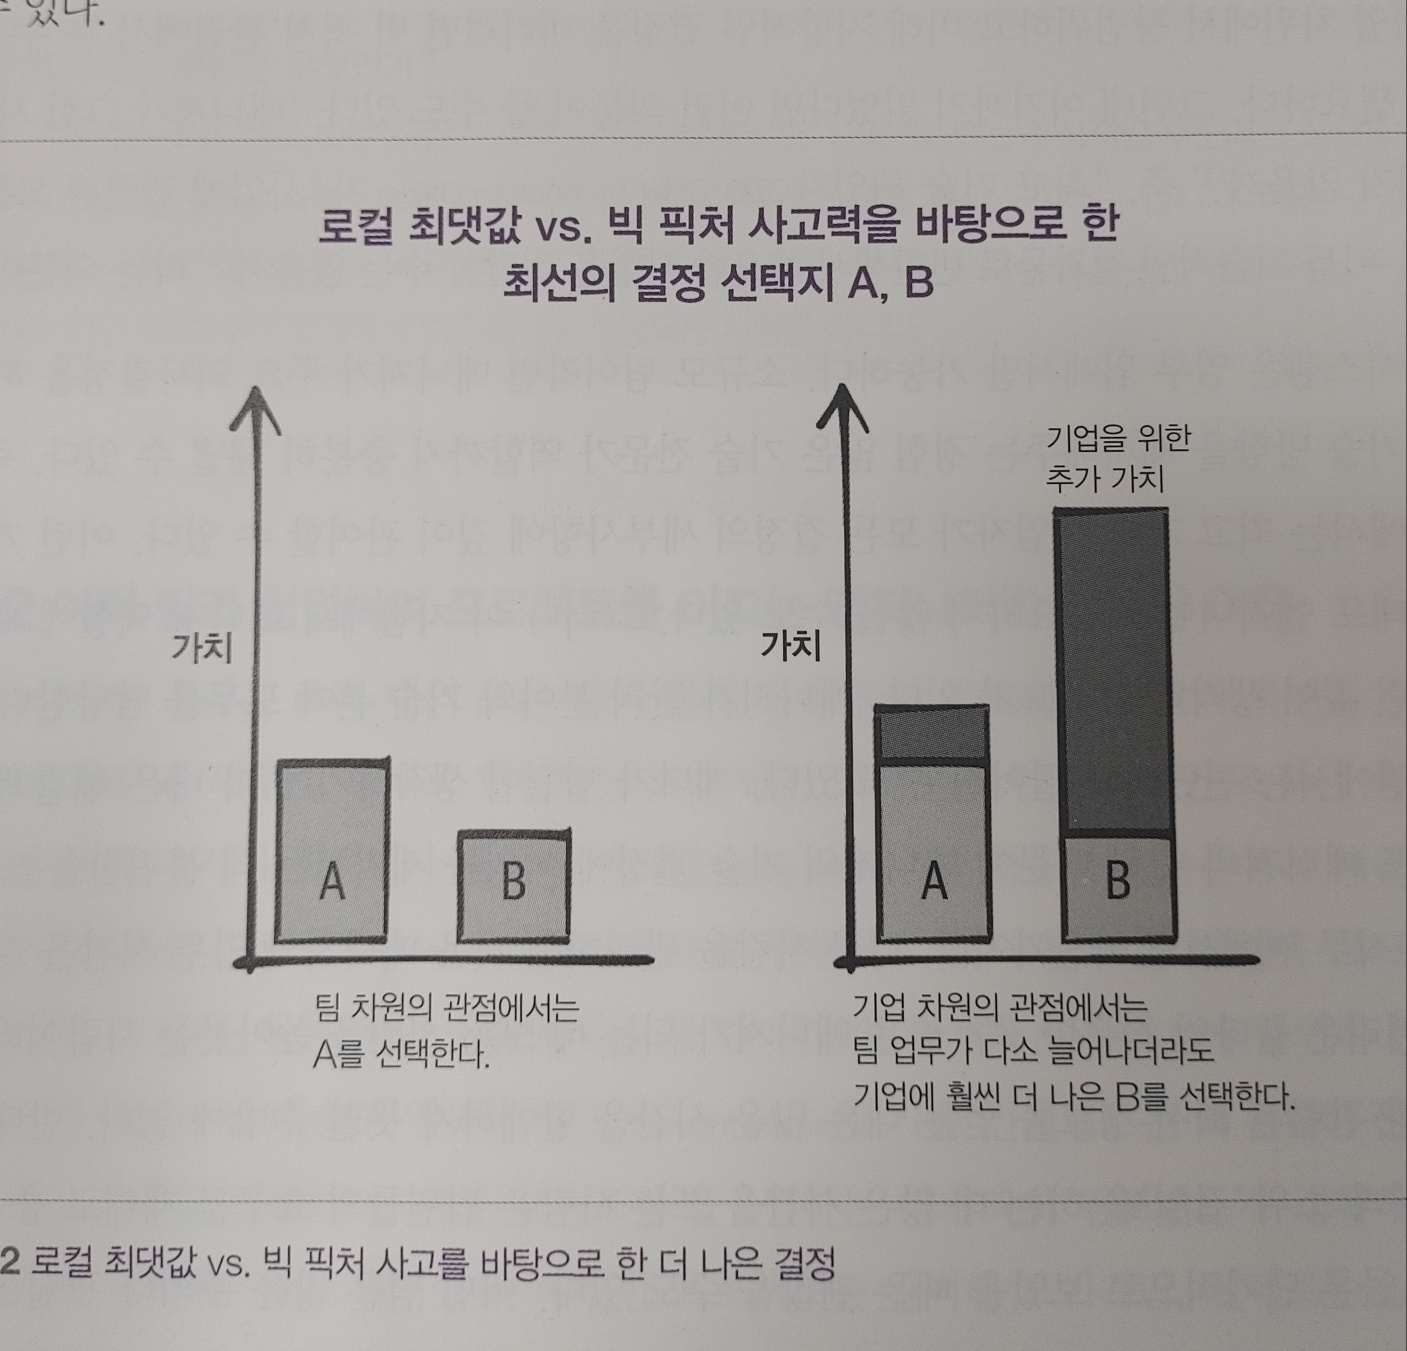 있다.
로컬 최댓값 vs. 빅 픽처 사고력을 바탕으로 한
최선의 결정 선택지 A, B
가치
A
B
팀 차원의 관점에서는
A를 선택한다.
가치
기업을 위한
추가 가치
A
B
기업 차원의 관점에서는
팀 업무가 다소 늘어나더라도
기업에 훨씬 더 나은 B를 선택한다.
2 로컬 최댓값 vs. 빅 픽처 사고를 바탕으로 한 더 나은 결정